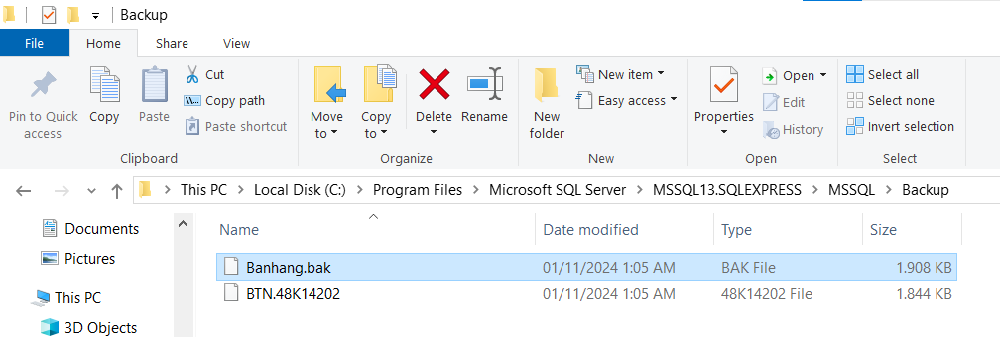 Backup
File Home Share View
Pin to Quick access
Copy
Paste
Cut
Copy path
Paste shortcut
Clipboard
Move to
Copy to
Delete
Rename
Organize
New folder
New item
Easy access
New
Properties
Open
Edit
History
Open
Select all
Select none
Invert selection
Select
This PC > Local Disk (C:) > Program Files > Microsoft SQL Server > MSSQL13.SQLEXPRESS > MSSQL > Backup
Documents
Pictures
This PC
3D Objects
Name Date modified Type Size
Banhang.bak 01/11/2024 1:05 AM BAK File 1.908 KB
BTN.48K14202 01/11/2024 1:05 AM 48K14202 File 1.844 KB